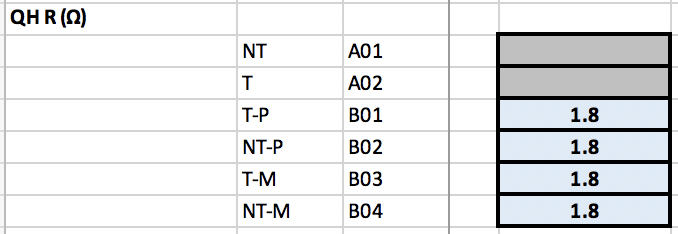 QH R (Ω)
NT A01
T A02
T-P B01 1.8
NT-P B02 1.8
T-M B03 1.8
NT-M B04 1.8